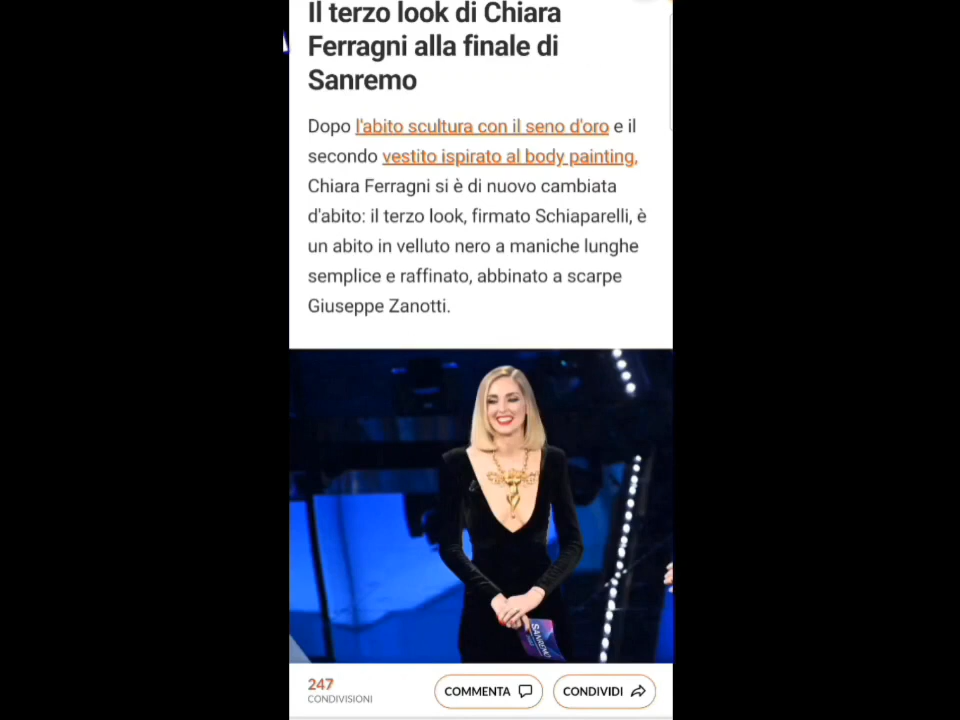 Il terzo look di Chiara
Ferragni alla finale di
Sanremo
Dopo l'abito scultura con il seno d'oro e il
secondo vestito ispirato al body painting,
Chiara Ferragni si è di nuovo cambiata
d'abito: il terzo look, firmato Schiaparelli, è
un abito in velluto nero a maniche lunghe
semplice e raffinato, abbinato a scarpe
Giuseppe Zanotti.
SANREMO
247
CONDIVISIONI
COMMENTA
CONDIVIDI